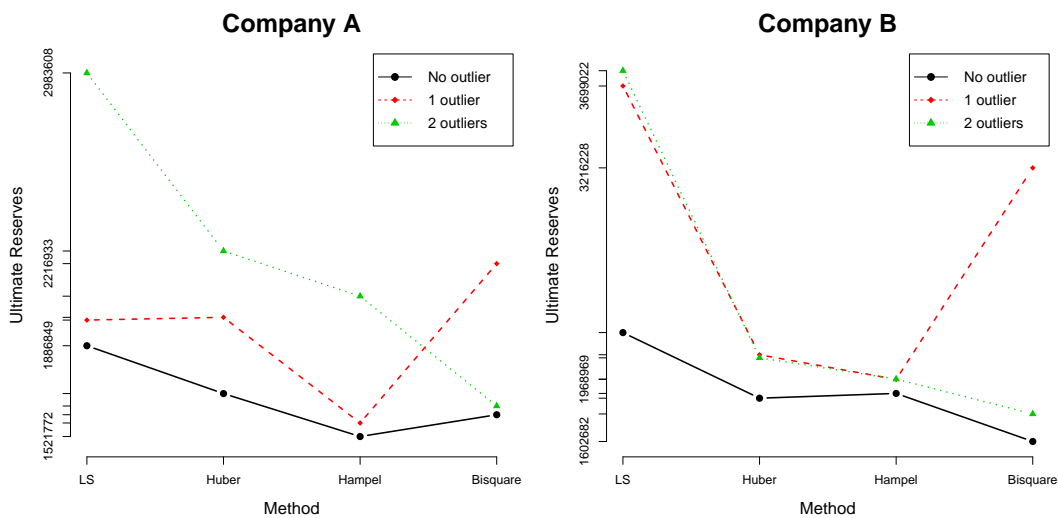 Company A
Ultimate Reserves
2983608
2216933
1886849
1521772
No outlier
1 outlier
2 outliers
LS
Huber
Hampel
Bisquare
Method
Company B
Ultimate Reserves
3699022
3216228
1968969
1602682
No outlier
1 outlier
2 outliers
LS
Huber
Hampel
Bisquare
Method